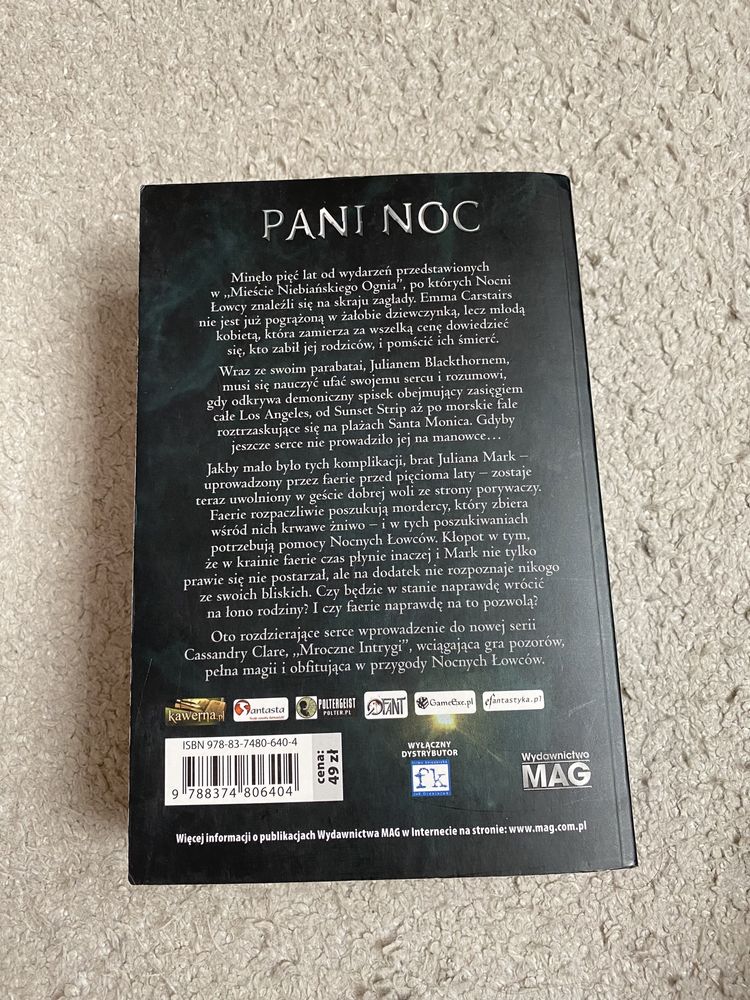 PANI NOC
Minęło pięć lat od wydarzeń przedstawionych
w „Mieście Niebiańskiego Ognia”, po których Nocni
Łowcy znaleźli się na skraju zagłady. Emma Carstairs
nie jest już pogrążoną w żałobie dziewczynką, lecz młodą
kobietą, która zamierza za wszelką cenę dowiedzieć
się, kto zabił jej rodziców, i pomścić ich śmierć.
Wraz ze swoim parabatai, Julianem Blackthornem,
musi się nauczyć ufać swojemu sercu i rozumowi,
gdy odkrywa demoniczny spisek obejmujący zasięgiem
całe Los Angeles, od Sunset Strip aż po morskie fale
roztrzaskujące się na plażach Santa Monica. Gdyby
jeszcze serce nie prowadziło jej na manowce…
Jakby mało było tych komplikacji, brat Juliana Mark –
uprowadzony przez faerie przed pięcioma laty – zostaje
teraz uwolniony w geście dobrej woli ze strony porywaczy.
Faerie rozpaczliwie poszukują mordercy, który zbiera
wśród nich krwawe żniwo – i w tych poszukiwaniach
potrzebują pomocy Nocnych Łowców. Kłopot w tym,
że w krainie faerie czas płynie inaczej i Mark nie tylko
prawie się nie postarzał, ale na dodatek nie rozpoznaje nikogo
ze swoich bliskich. Czy będzie w stanie naprawdę wrócić
na łono rodziny? I czy faerie naprawdę na to pozwolą?
Oto rozdzierające serce wprowadzenie do nowej serii
Cassandry Clare, „Mroczne Intrygi”, wciągająca gra pozorów,
pełna magii i obfitująca w przygody Nocnych Łowców.
kawerna.pl fantasta POLTERGEIST POLTER.PL GameExe.pl efantastyka.pl
ISBN 978-83-7480-640-4
9 788374 806404
cena:
49 zł
WYŁĄCZNY
DYSTRYBUTOR
fk
Wydawnictwo
MAG
Więcej informacji o publikacjach Wydawnictwa MAG w Internecie na stronie: www.mag.com.pl